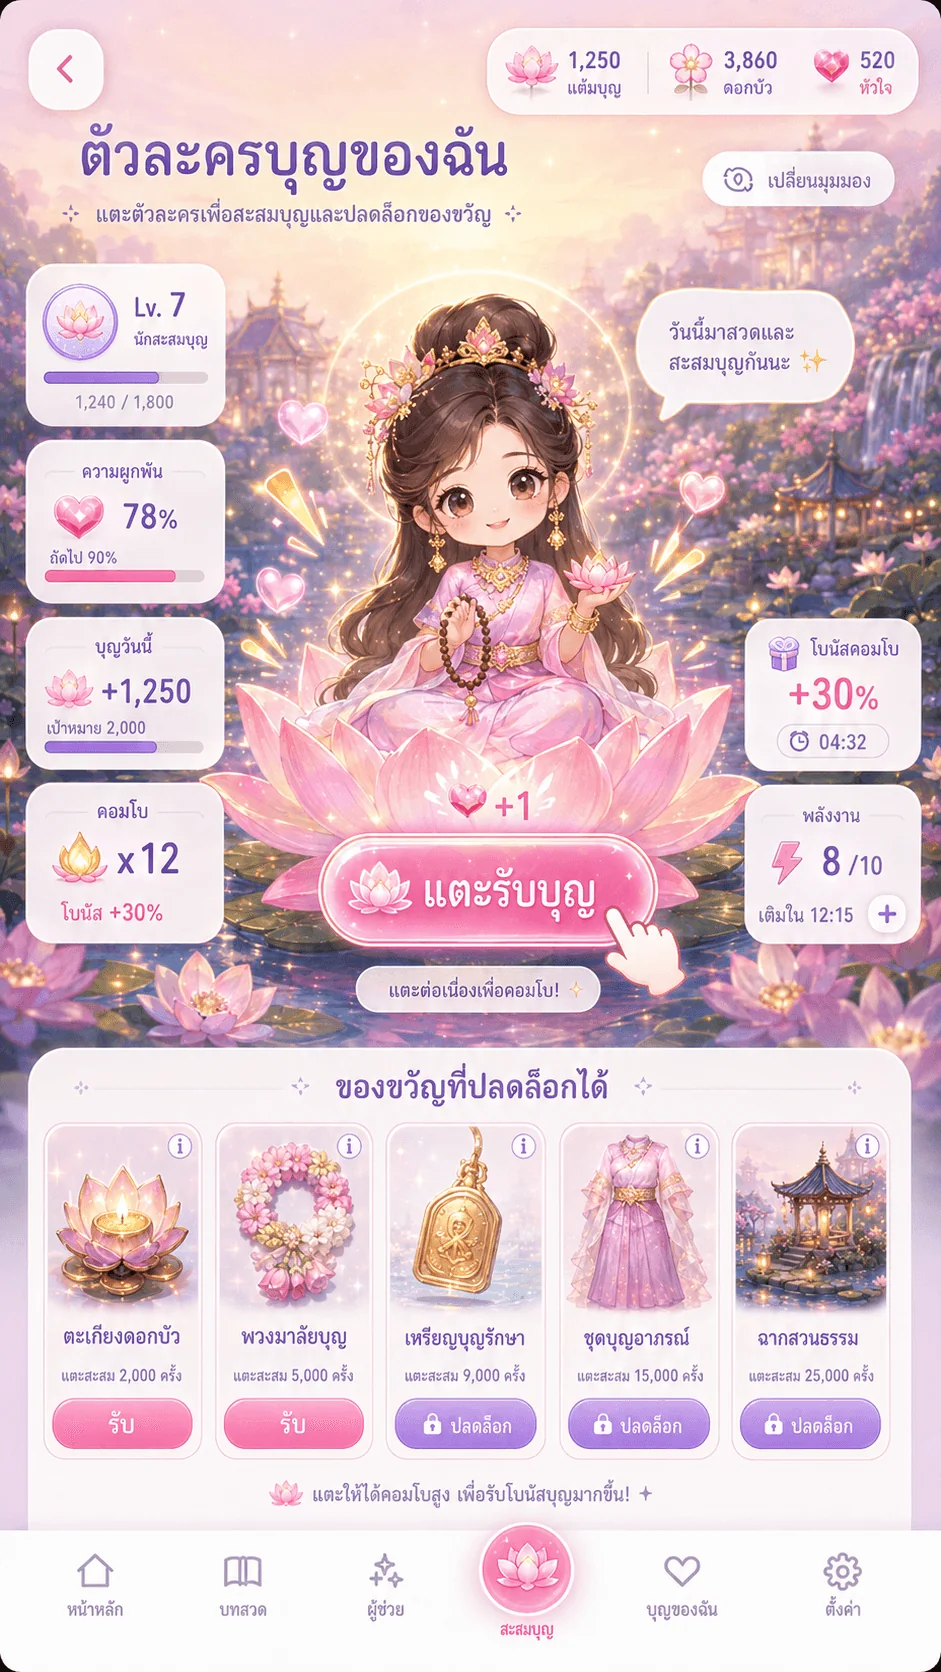 1,250
แต้มบุญ
3,860
ดอกบัว
520
หัวใจ
ตัวละครบุญของฉัน
แตะตัวละครเพื่อสะสมบุญและปลดล็อกของขวัญ
เปลี่ยนมุมมอง
Lv. 7
นักสะสมบุญ
1,240 / 1,800
วันนี้มาสวดและ
สะสมบุญกันนะ
ความผูกพัน
78%
ถัดไป 90%
บุญวันนี้
+1,250
เป้าหมาย 2,000
โบนัสคอมโบ
+30%
04:32
คอมโบ
x12
โบนัส +30%
+1
แตะรับบุญ
แตะต่อเนื่องเพื่อคอมโบ!
พลังงาน
8 /10
เติมใน 12:15
ของขวัญที่ปลดล็อกได้
ตะเกียงดอกบัว
แตะสะสม 2,000 ครั้ง
รับ
พวงมาลัยบุญ
แตะสะสม 5,000 ครั้ง
รับ
เหรียญบุญรักษา
แตะสะสม 9,000 ครั้ง
ปลดล็อก
ชุดบุญอาภรณ์
แตะสะสม 15,000 ครั้ง
ปลดล็อก
ฉากสวนธรรม
แตะสะสม 25,000 ครั้ง
ปลดล็อก
แตะให้ได้คอมโบสูง เพื่อรับโบนัสบุญมากขึ้น!
หน้าหลัก
บทสวด
ผู้ช่วย
สะสมบุญ
บุญของฉัน
ตั้งค่า